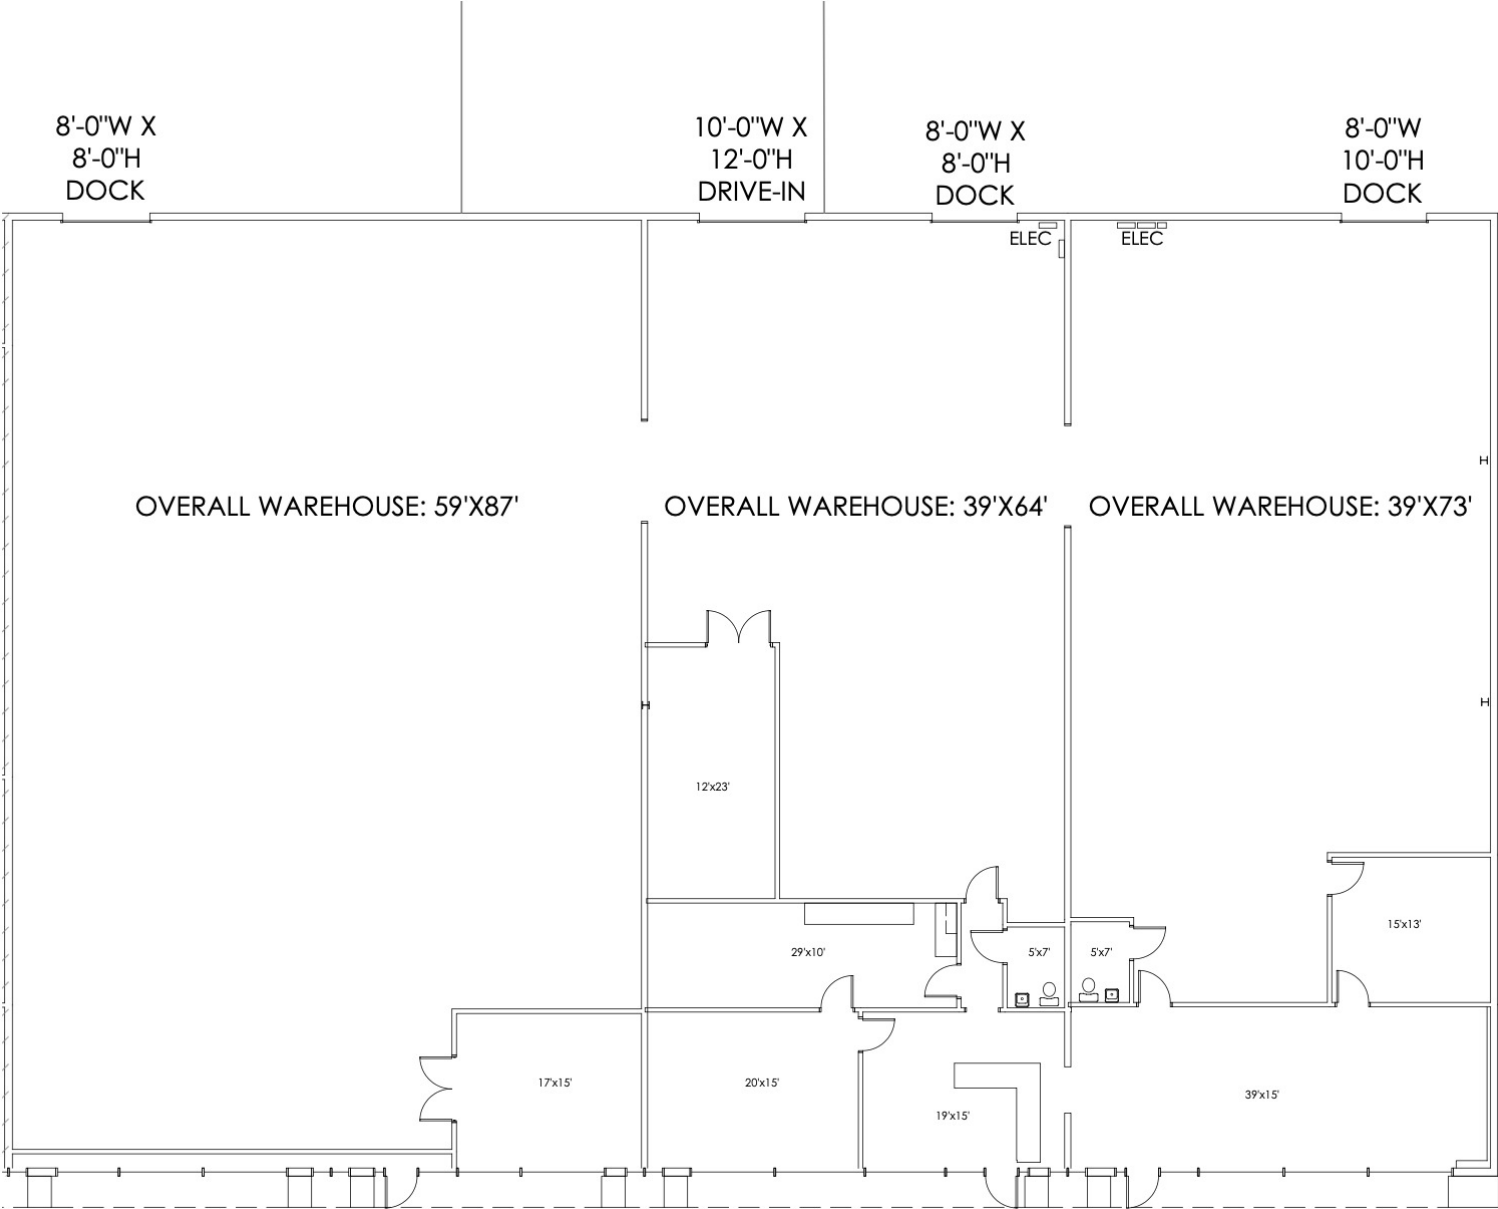 8'-0"W X
8'-0"H
DOCK
10'-0"W X
12'-0"H
DRIVE-IN
8'-0"W X
8'-0"H
DOCK
8'-0"W
10'-0"H
DOCK
ELEC
ELEC
OVERALL WAREHOUSE: 59'X87'
OVERALL WAREHOUSE: 39'X64'
OVERALL WAREHOUSE: 39'X73'
12'x23'
29'x10'
5'x7'
5'x7'
15'x13'
17'x15'
20'x15'
19'x15'
39'x15'